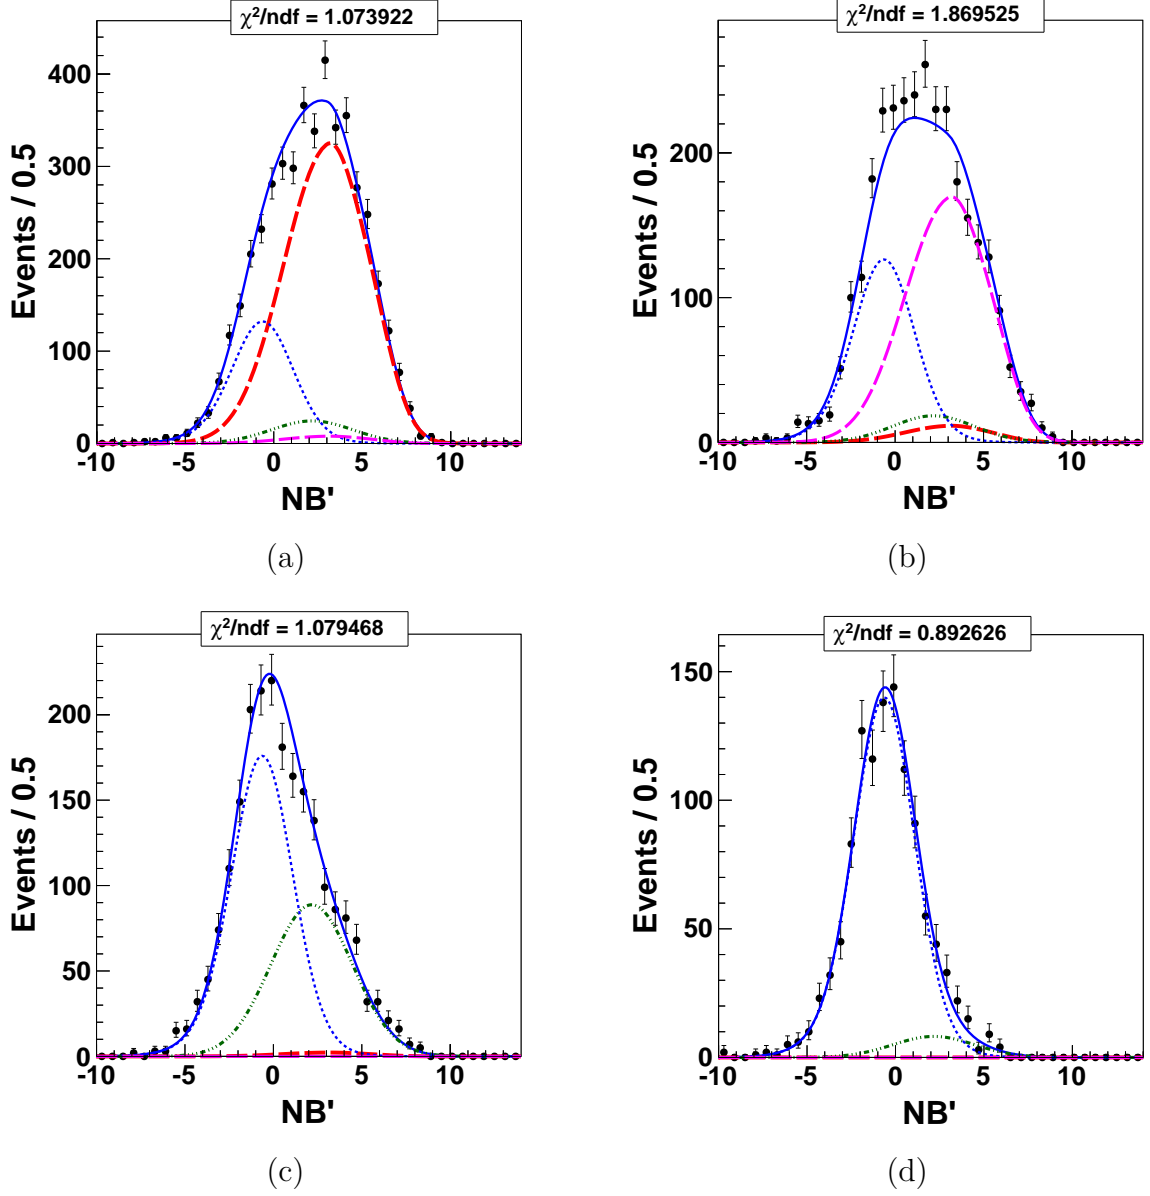 χ²/ndf = 1.073922
400
300
200
100
0
Events / 0.5
-10 -5 0 5 10
NB'
(a)
χ²/ndf = 1.869525
200
100
0
Events / 0.5
-10 -5 0 5 10
NB'
(b)
χ²/ndf = 1.079468
200
150
100
50
0
Events / 0.5
-10 -5 0 5 10
NB'
(c)
χ²/ndf = 0.892626
150
100
50
0
Events / 0.5
-10 -5 0 5 10
NB'
(d)